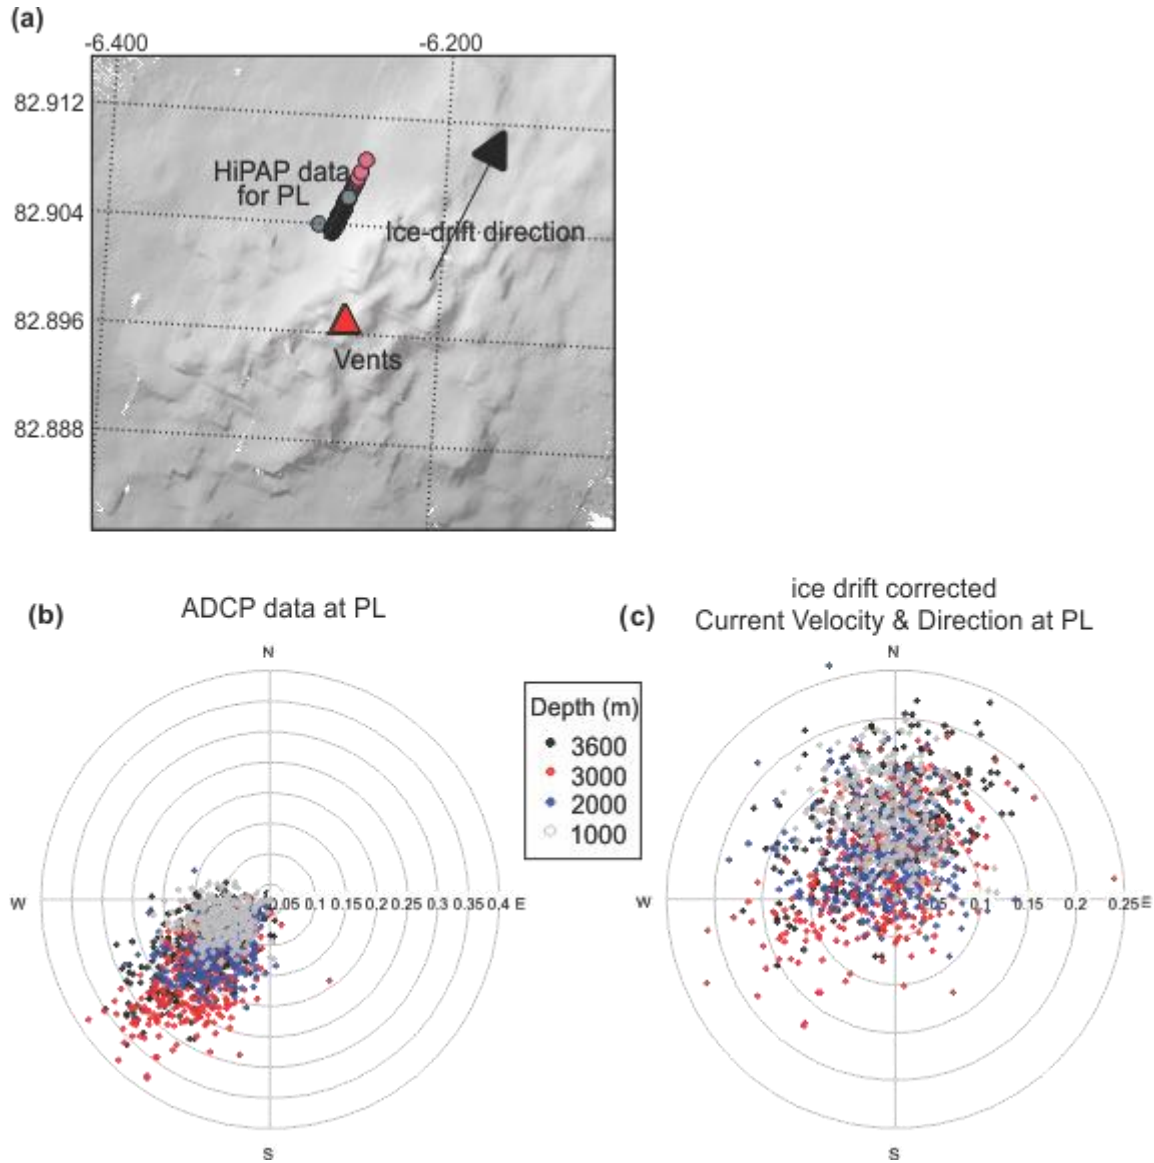 (a)
-6.400
-6.200
82.912
HiPAP data
for PL
82.904
Ice-drift direction
82.896
Vents
82.888
(b)
ADCP data at PL
(c)
ice drift corrected
Current Velocity & Direction at PL
N
W
0.05 0.1 0.15 0.2 0.25 0.3 0.35 0.4 E
S
Depth (m)
3600
3000
2000
1000
N
W
0.05 0.1 0.15 0.2 0.25 E
S